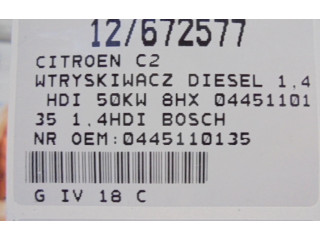 12/672577
CITROEN C2
WTRYSKIWACZ DIESEL 1,4
HDI 50KW 8HX 04451101
35 1.4HDI BOSCH
NR OEM:0445110135
G IV 18 C